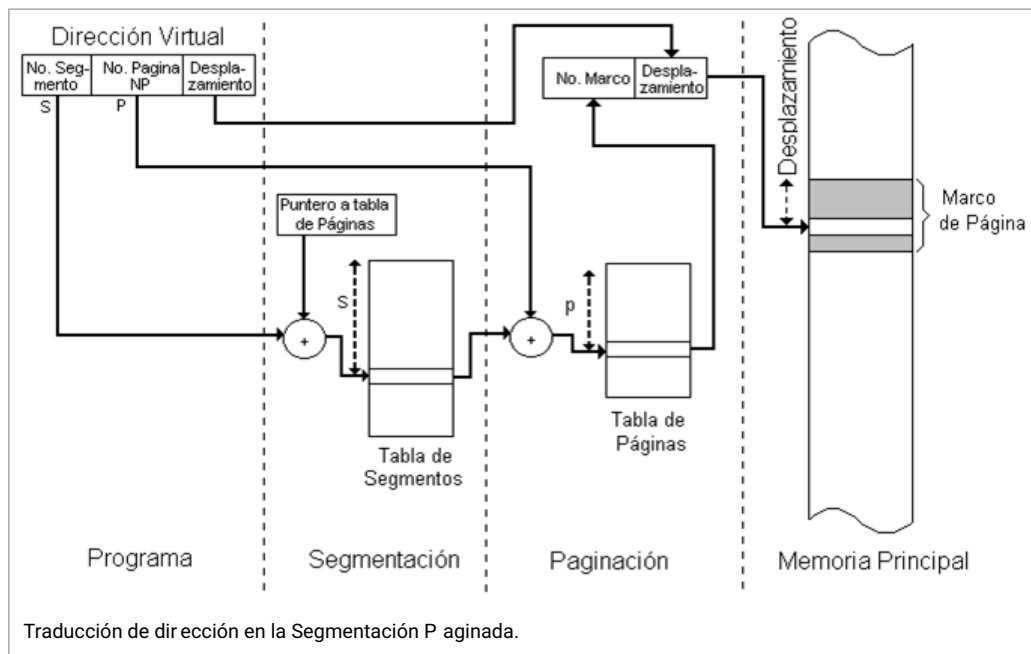 Dirección Virtual
No. Seg-
mento
No. Pagina
NP
Despla-
zamiento
S
P
No. Marco
Despla-
zamiento
Desplazamiento
Puntero a tabla
de Páginas
Marco
de Página
S
p
+
+
Tabla de
Segmentos
Tabla de
Páginas
Programa
Segmentación
Paginación
Memoria Principal
Traducción de dir ección en la Segmentación P aginada.